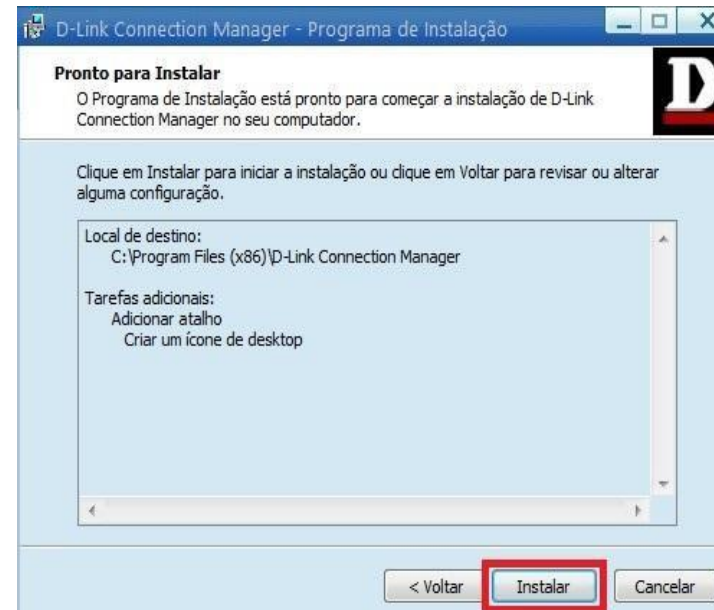 D-Link Connection Manager - Programa de Instalação
Pronto para Instalar
O Programa de Instalação está pronto para começar a instalação de D-Link
Connection Manager no seu computador.
Clique em Instalar para iniciar a instalação ou clique em Voltar para revisar ou alterar
alguma configuração.
Local de destino:
C:\Program Files (x86)\D-Link Connection Manager
Tarefas adicionais:
Adicionar atalho
Criar um ícone de desktop
< Voltar
Instalar
Cancelar